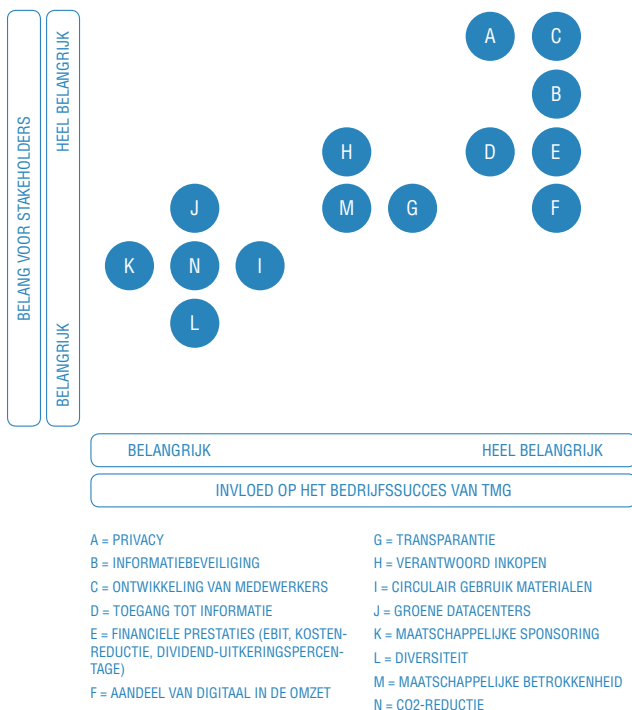 BELANG VOOR STAKEHOLDERS
HEEL BELANGRIJK
BELANGRIJK
A
C
B
H
D
E
J
M
G
F
K
N
I
L
BELANGRIJK
HEEL BELANGRIJK
INVLOED OP HET BEDRIJFSSUCCES VAN TMG
A = PRIVACY
B = INFORMATIEBEVEILIGING
C = ONTWIKKELING VAN MEDEWERKERS
D = TOEGANG TOT INFORMATIE
E = FINANCIELE PRESTATIES (EBIT, KOSTEN-
REDUCTIE, DIVIDEND-UITKERINGSPERCEN-
TAGE)
F = AANDEEL VAN DIGITAAL IN DE OMZET
G = TRANSPARANTIE
H = VERANTWOORD INKOPEN
I = CIRCULAIR GEBRUIK MATERIALEN
J = GROENE DATACENTERS
K = MAATSCHAPPELIJKE SPONSORING
L = DIVERSITEIT
M = MAATSCHAPPELIJKE BETROKKENHEID
N = CO2-REDUCTIE